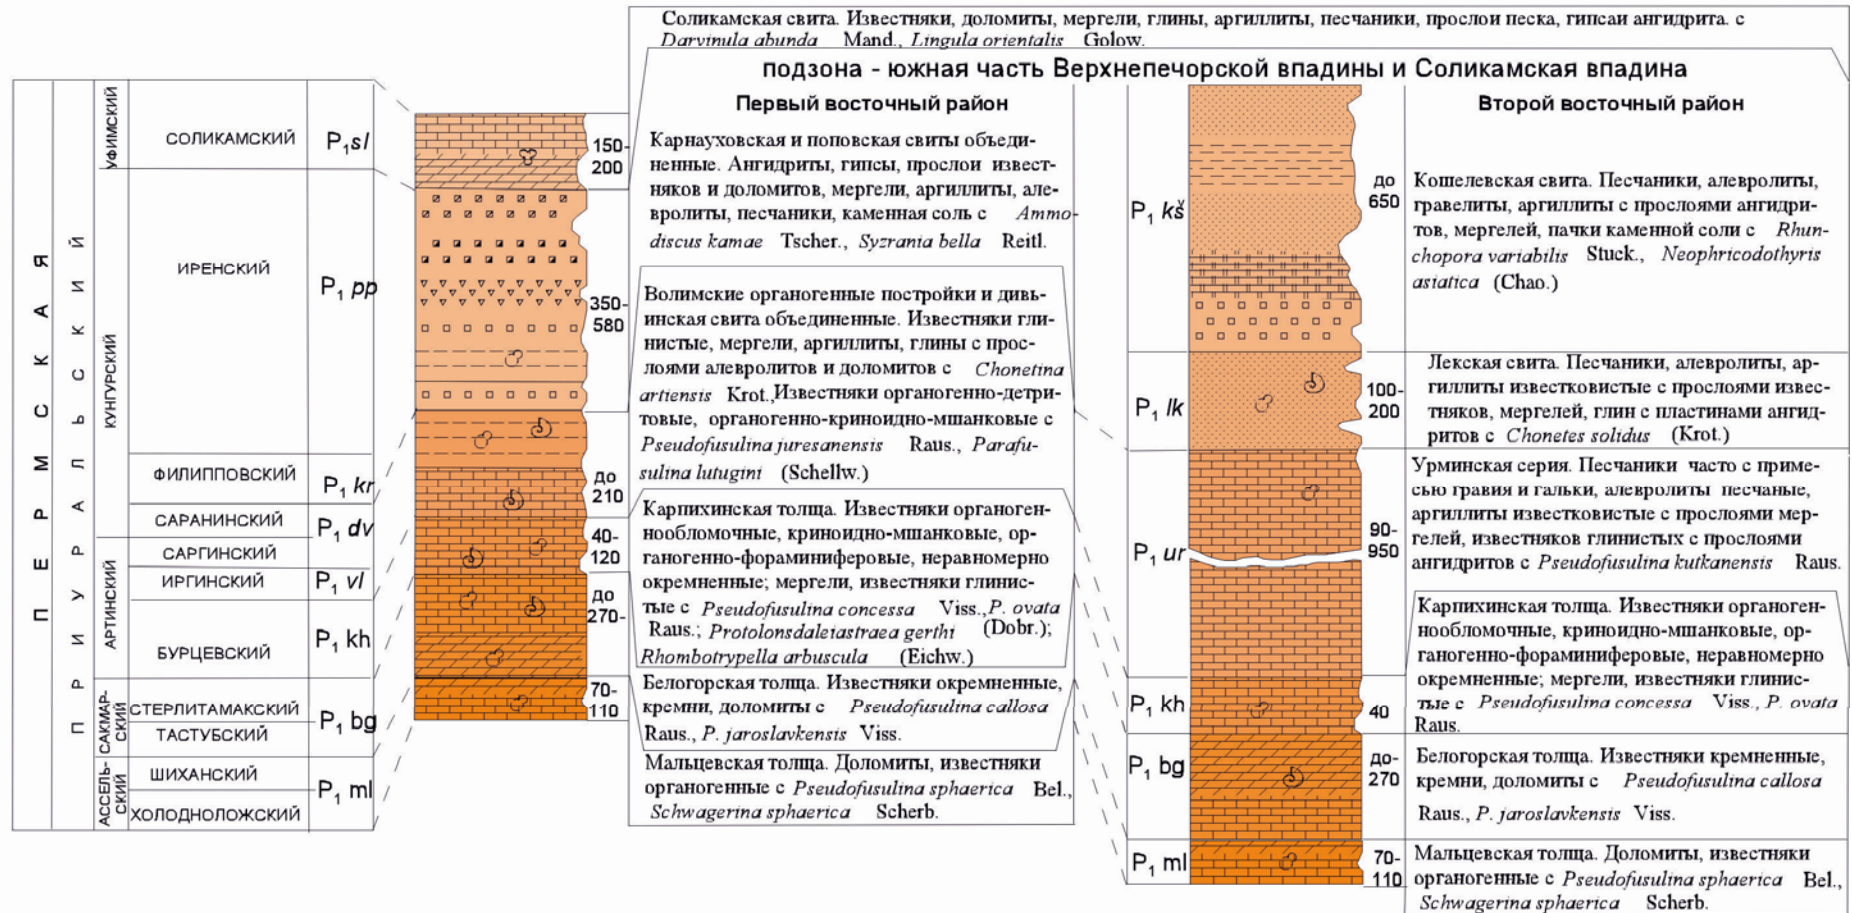 Соликамская свита. Известняки, доломиты, мергели, глины, аргиллиты, песчаники, прослои песка, гипсаи ангидрита. с
Darvinula abunda Mand., Lingula orientalis Golow.
подзона - южная часть Верхнепечорской впадины и Соликамская впадина
ПЕРМСКАЯ
ПРИУРАЛЬСКИЙ
УФИМСКИЙ
КУНГУРСКИЙ
АРТИНСКИЙ
САКМАР-
СКИЙ
АССЕЛЬ-
СКИЙ
СОЛИКАМСКИЙ
ИРЕНСКИЙ
ФИЛИППОВСКИЙ
САРАНИНСКИЙ
САРГИНСКИЙ
ИРГИНСКИЙ
БУРЦЕВСКИЙ
СТЕРЛИТАМАКСКИЙ
ТАСТУБСКИЙ
ШИХАНСКИЙ
ХОЛОДНОЛОЖСКИЙ
P1sl
P1 pp
P1 kr
P1 dv
P1 vl
P1 kh
P1 bg
P1 ml
150-
200
350-
580
до
210
40-
120
до
270-
70-
110
Первый восточный район
Карнауховская и поповская свиты объеди-
ненные. Ангидриты, гипсы, прослои извест-
няков и доломитов, мергели, аргиллиты, але-
вролиты, песчаники, каменная соль с Ammo-
discus kamae Tscher., Syzrania bella Reitl.
Волимские органогенные постройки и дивь-
инская свита объединенные. Известняки гли-
нистые, мергели, аргиллиты, глины с прос-
лоями алевролитов и доломитов с Chonetina
artiensis Krot.,Известняки органогенно-детри-
товые, органогенно-криноидно-мшанковые с
Pseudofusulina juresanensis Raus., Parafu-
sulina lutugini (Schellw.)
Карпихинская толща. Известняки органоген-
нообломочные, криноидно-мшанковые, ор-
ганогенно-фораминиферовые, неравномерно
окремненные; мергели, известняки глинис-
тые с Pseudofusulina concessa Viss.,P. ovata
Raus.; Protolonsdaleiastraea gerthi (Dobr.);
Rhombotrypella arbuscula (Eichw.)
Белогорская толща. Известняки окремненные,
кремни, доломиты с Pseudofusulina callosa
Raus., P. jaroslavkensis Viss.
Мальцевская толща. Доломиты, известняки
органогенные с Pseudofusulina sphaerica Bel.,
Schwagerina sphaerica Scherb.
P1 kš
P1 lk
P1 ur
P1 kh
P1 bg
P1 ml
до
650
100-
200
90-
950
40
до-
270
70-
110
Второй восточный район
Кошелевская свита. Песчаники, алевролиты,
гравелиты, аргиллиты с прослоями ангидри-
тов, мергелей, пачки каменной соли с Rhun-
chopora variabilis Stuck., Neophricodothyris
asiatica (Chao.)
Лекская свита. Песчаники, алевролиты, ар-
гиллиты известковистые с прослоями извес-
тняков, мергелей, глин с пластинами ангид-
ритов с Chonetes solidus (Krot.)
Урминская серия. Песчаники часто с приме-
сью гравия и гальки, алевролиты песчаные,
аргиллиты известковистые с прослоями мер-
гелей, известняков глинистых с прослоями
ангидритов с Pseudofusulina kutkanensis Raus.
Карпихинская толща. Известняки органоген-
нообломочные, криноидно-мшанковые, ор-
ганогенно-фораминиферовые, неравномерно
окремненные; мергели, известняки глинис-
тые с Pseudofusulina concessa Viss., P. ovata
Raus.
Белогорская толща. Известняки кремненные,
кремни, доломиты с Pseudofusulina callosa
Raus., P. jaroslavkensis Viss.
Мальцевская толща. Доломиты, известняки
органогенные с Pseudofusulina sphaerica Bel.,
Schwagerina sphaerica Scherb.